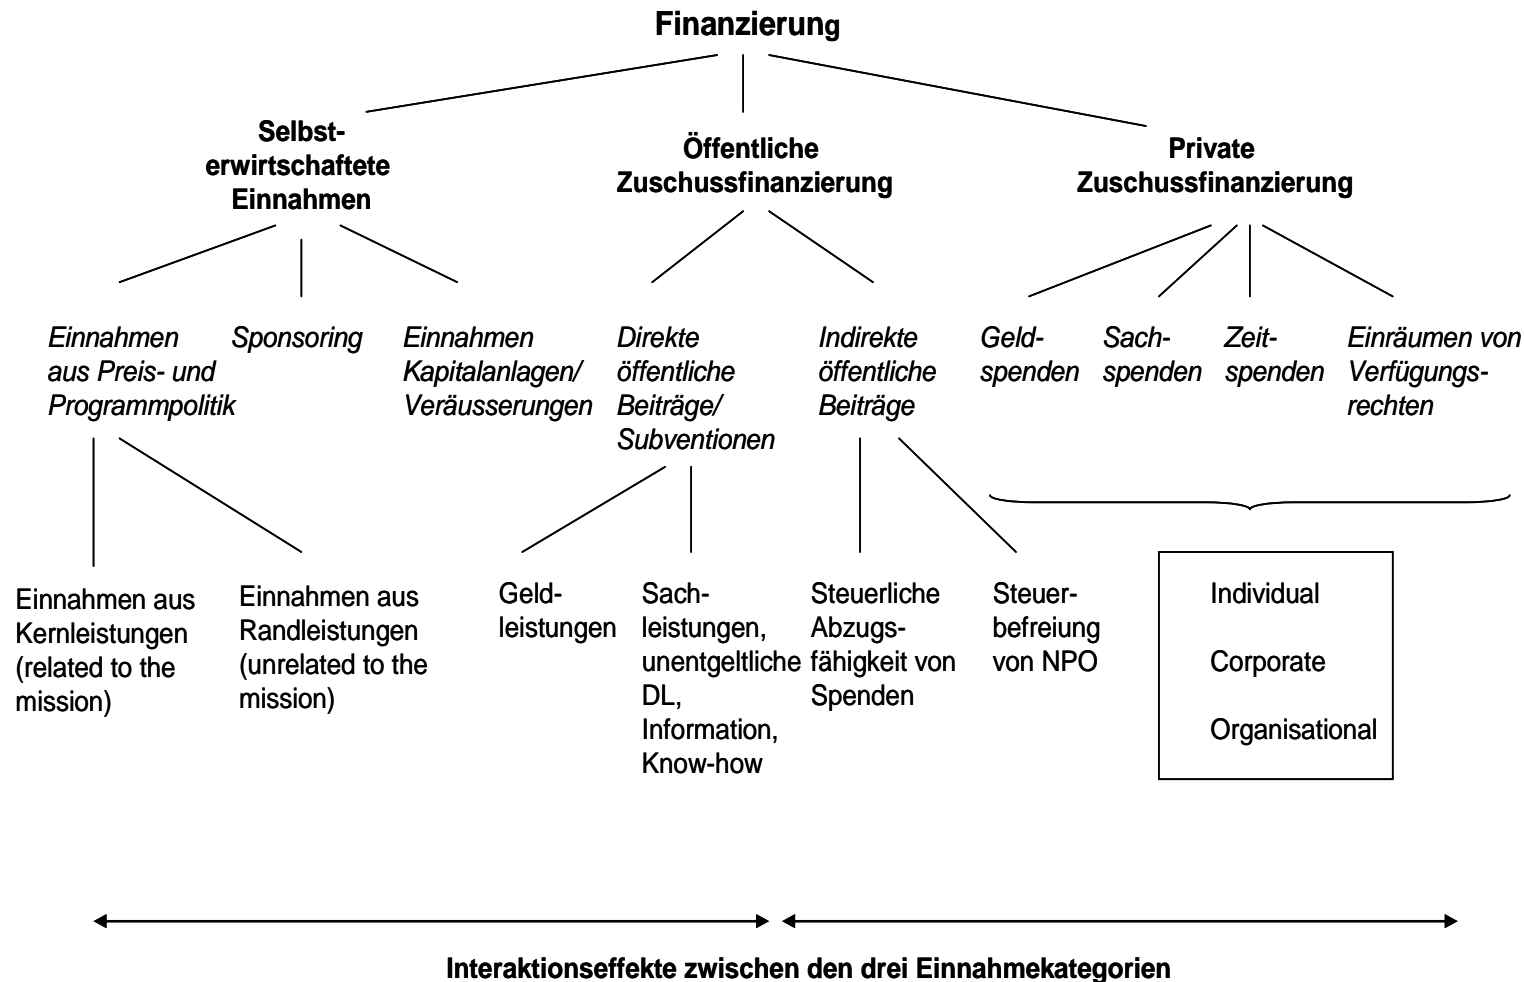 Finanzierung
Selbst-
erwirtschaftete
Einnahmen
Öffentliche
Zuschussfinanzierung
Private
Zuschussfinanzierung
Einnahmen
aus Preis- und
Programmpolitik
Sponsoring
Einnahmen
Kapitalanlagen/
Veräusserungen
Direkte
öffentliche
Beiträge/
Subventionen
Indirekte
öffentliche
Beiträge
Geld-
spenden
Sach-
spenden
Zeit-
spenden
Einräumen von
Verfügungs-
rechten
Einnahmen aus
Kernleistungen
(related to the
mission)
Einnahmen aus
Randleistungen
(unrelated to the
mission)
Geld-
leistungen
Sach-
leistungen,
unentgeltliche
DL,
Information,
Know-how
Steuerliche
Abzugs-
fähigkeit von
Spenden
Steuer-
befreiung
von NPO
Individual
Corporate
Organisational
Interaktionseffekte zwischen den drei Einnahmekategorien